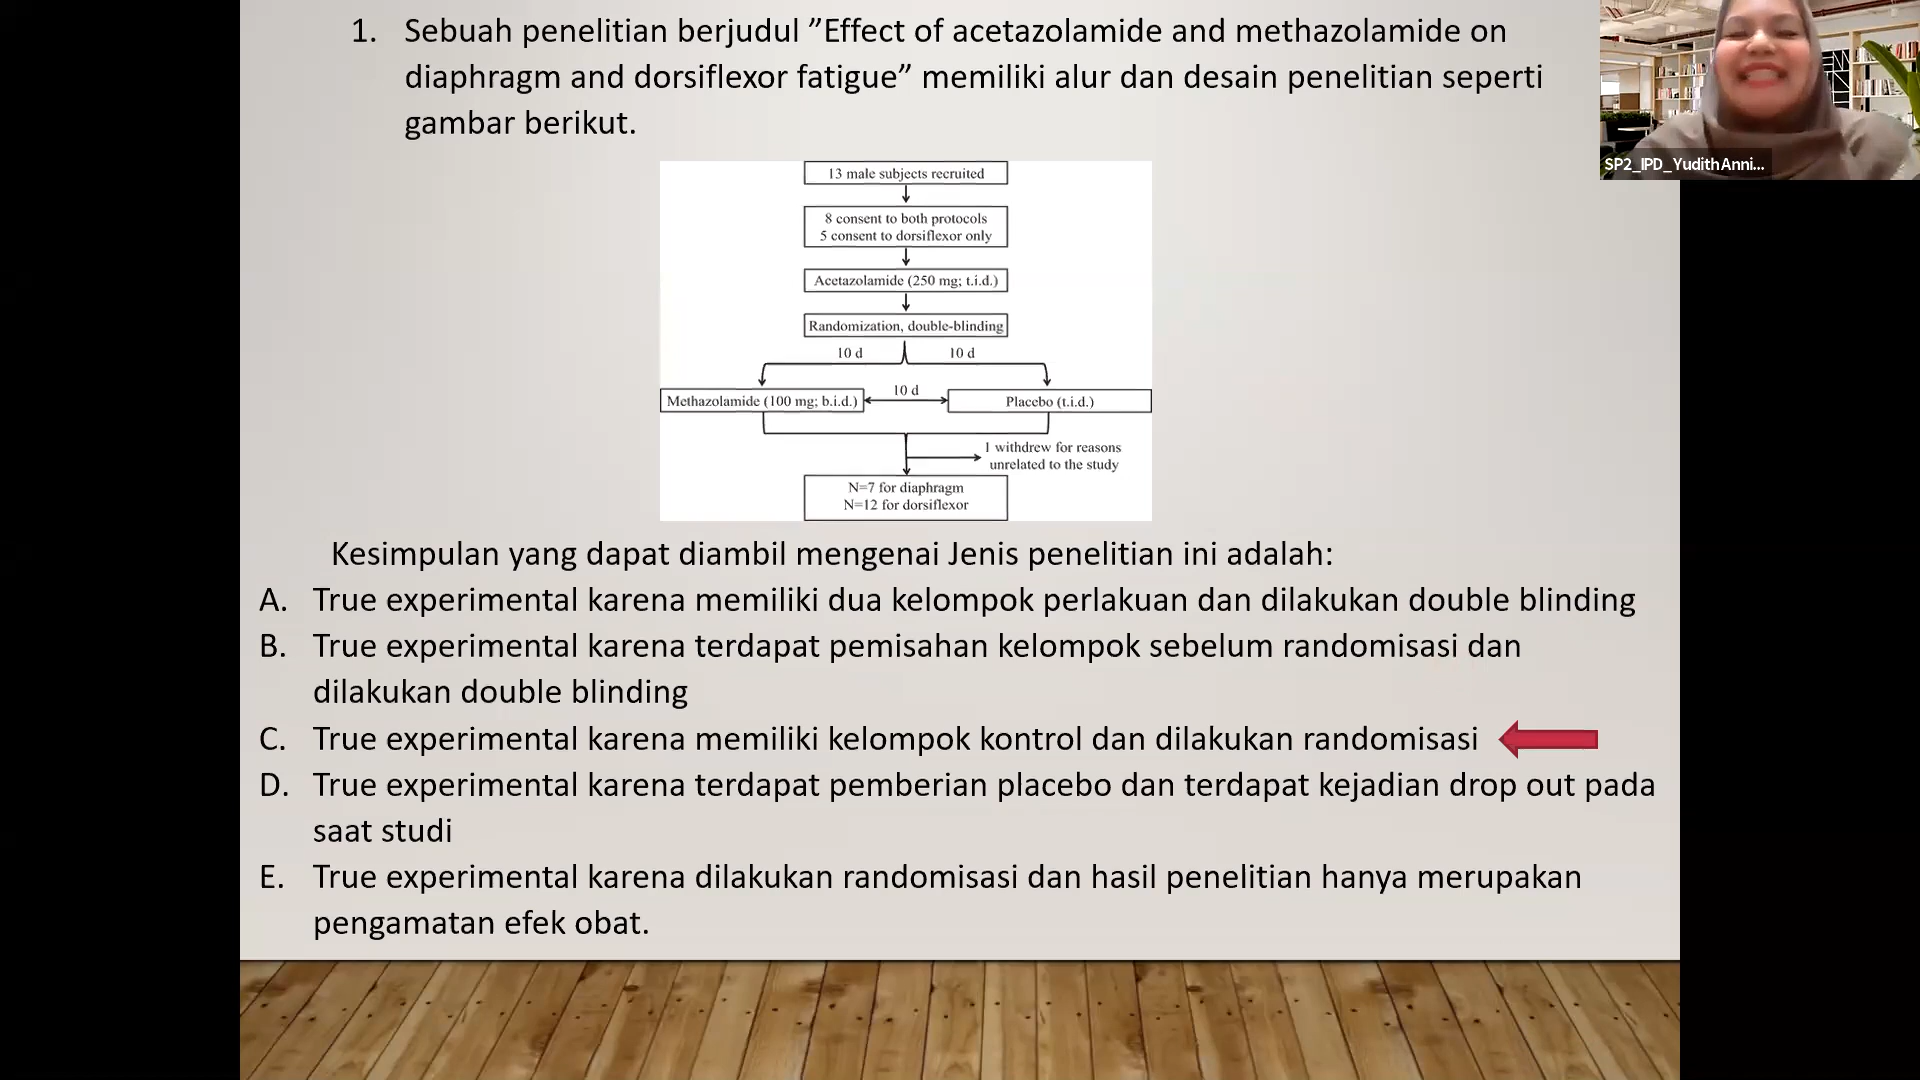 1. Sebuah penelitian berjudul ”Effect of acetazolamide and methazolamide on
diaphragm and dorsiflexor fatigue” memiliki alur dan desain penelitian seperti
gambar berikut.
SP2_IPD_YudithAnni...
13 male subjects recruited
8 consent to both protocols
5 consent to dorsiflexor only
Acetazolamide (250 mg; t.i.d.)
Randomization, double-blinding
10 d
10 d
10 d
Methazolamide (100 mg; b.i.d.)
Placebo (t.i.d.)
1 withdrew for reasons
unrelated to the study
N=7 for diaphragm
N=12 for dorsiflexor
Kesimpulan yang dapat diambil mengenai Jenis penelitian ini adalah:
A. True experimental karena memiliki dua kelompok perlakuan dan dilakukan double blinding
B. True experimental karena terdapat pemisahan kelompok sebelum randomisasi dan
dilakukan double blinding
C. True experimental karena memiliki kelompok kontrol dan dilakukan randomisasi
D. True experimental karena terdapat pemberian placebo dan terdapat kejadian drop out pada
saat studi
E. True experimental karena dilakukan randomisasi dan hasil penelitian hanya merupakan
pengamatan efek obat.